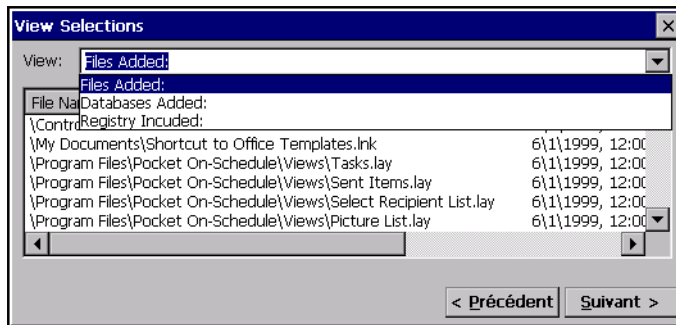 View Selections
View: Files Added:
Files Added:
Databases Added:
Registry Incuded:
File Na
\Contro
\My Documents\Shortcut to Office Templates.lnk 6\1\1999, 12:00
\Program Files\Pocket On-Schedule\Views\Tasks.lay 6\1\1999, 12:00
\Program Files\Pocket On-Schedule\Views\Sent Items.lay 6\1\1999, 12:00
\Program Files\Pocket On-Schedule\Views\Select Recipient List.lay 6\1\1999, 12:00
\Program Files\Pocket On-Schedule\Views\Picture List.lay 6\1\1999, 12:00
< Précédent Suivant >